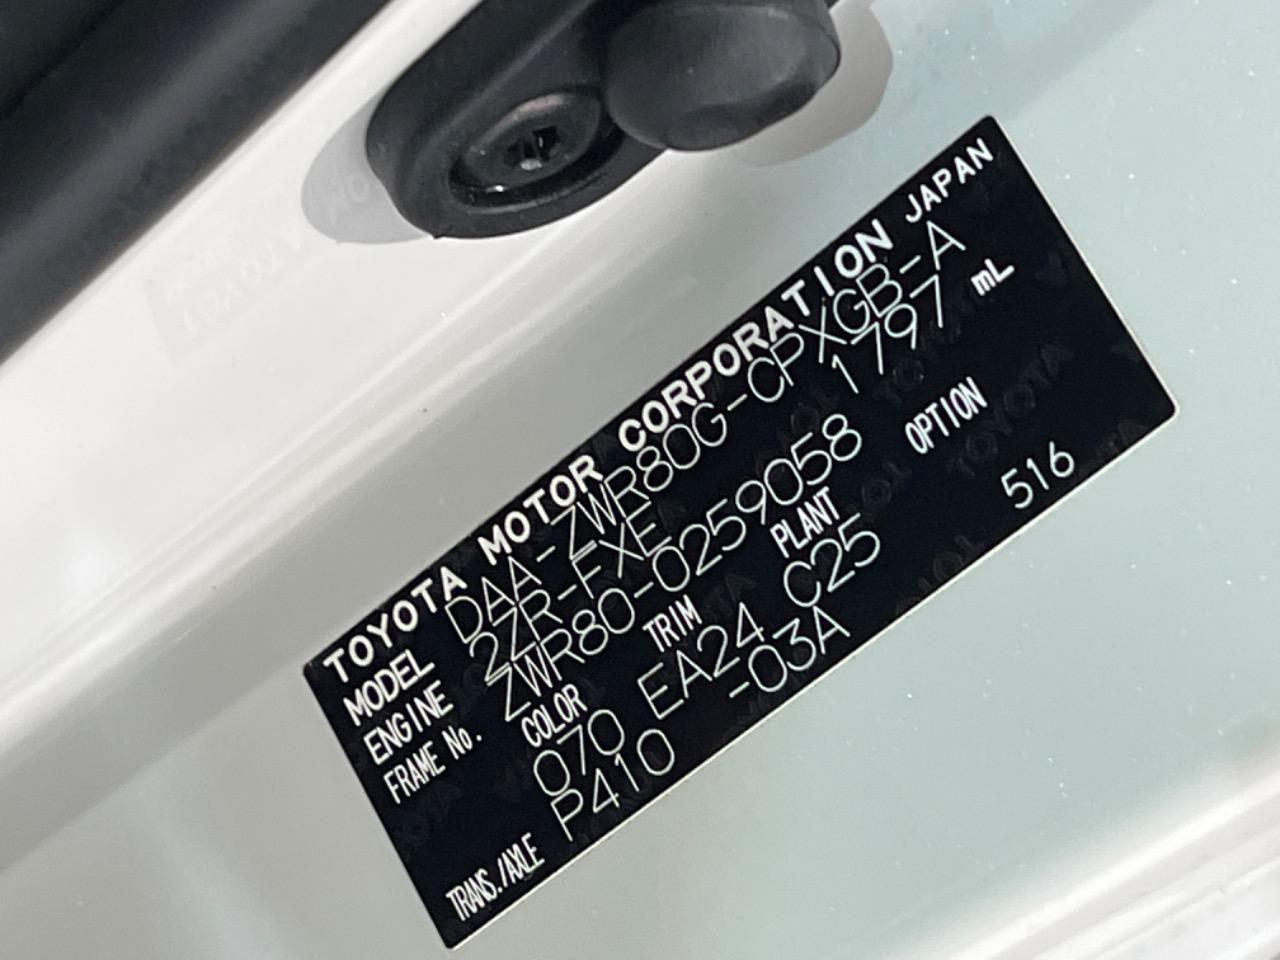 TOYOTA MOTOR CORPORATION JAPAN
MODEL DAA-ZWR80G-CPXGB-A
ENGINE 2ZR-FXE 1797 mL
FRAME No. ZWR80-0259058
COLOR TRIM PLANT OPTION
070 EA24 C25 516
TRANS./AXLE P410 -03A